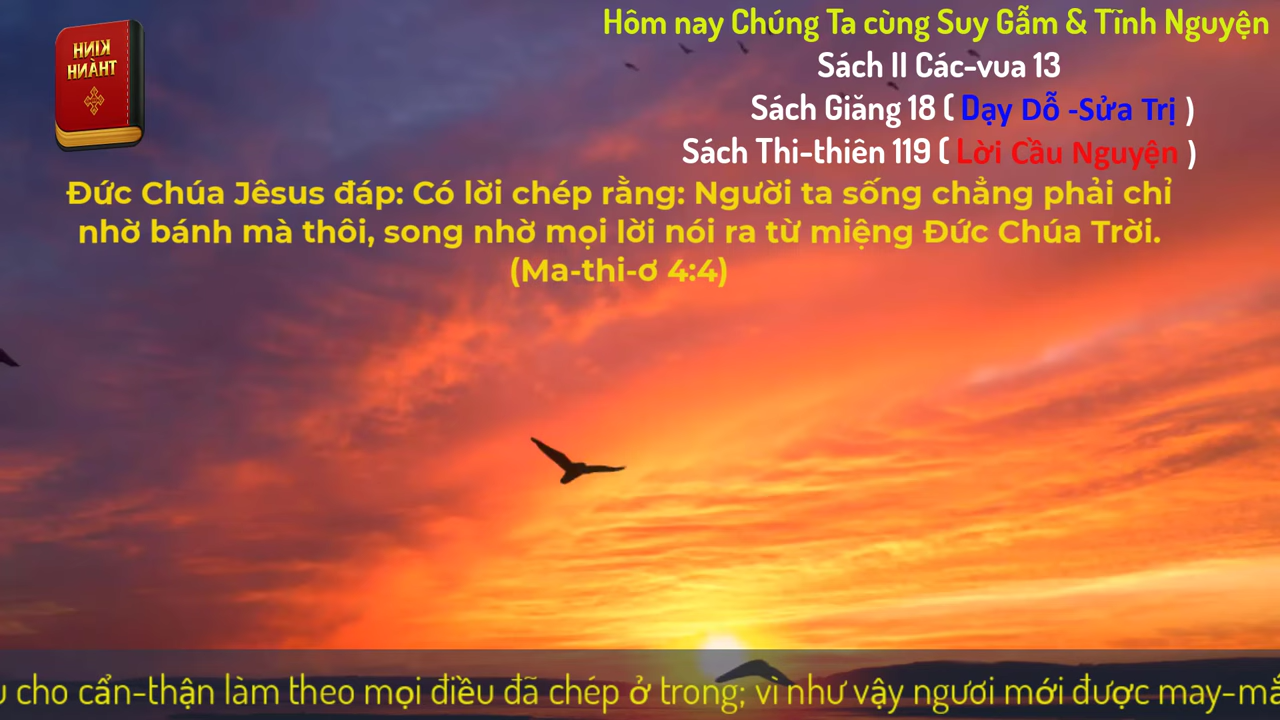 KINH
THÀNH
Hôm nay Chúng Ta cùng Suy Gẫm & Tĩnh Nguyện
Sách II Các-vua 13
Sách Giăng 18 ( Dạy Dỗ -Sửa Trị )
Sách Thi-thiên 119 ( Lời Cầu Nguyện )
Đức Chúa Jêsus đáp: Có lời chép rằng: Người ta sống chẳng phải chỉ
nhờ bánh mà thôi, song nhờ mọi lời nói ra từ miệng Đức Chúa Trời.
(Ma-thi-ơ 4:4)
cho cẩn-thận làm theo mọi điều đã chép ở trong; vì như vậy ngươi mới được